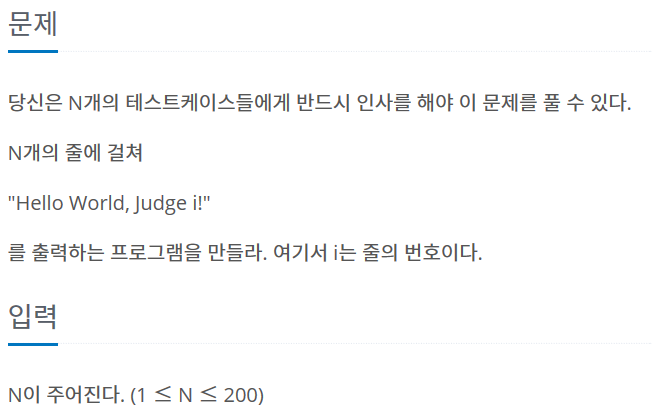 문제
당신은 N개의 테스트케이스들에게 반드시 인사를 해야 이 문제를 풀 수 있다.
N개의 줄에 걸쳐
"Hello World, Judge i!"
를 출력하는 프로그램을 만들라. 여기서 i는 줄의 번호이다.
입력
N이 주어진다. (1 ≤ N ≤ 200)